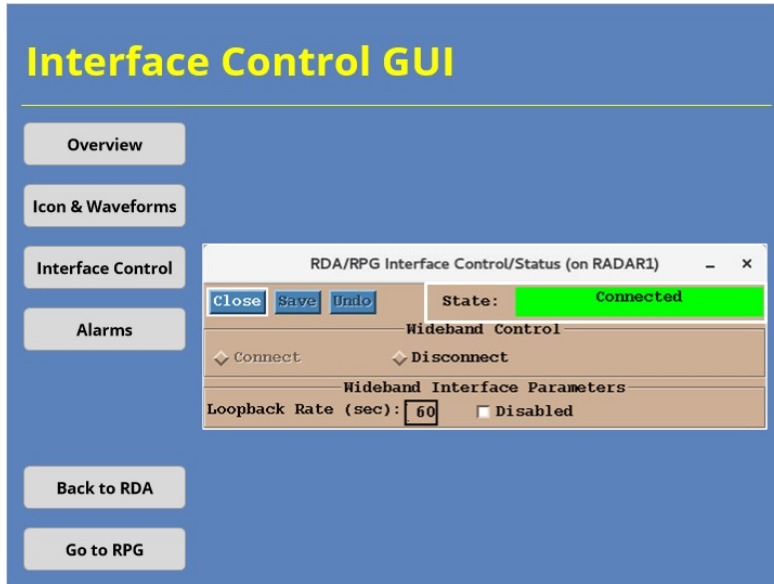 Interface Control GUI
Overview
Icon & Waveforms
Interface Control
Alarms
Back to RDA
Go to RPG
RDA/RPG Interface Control/Status (on RADAR1)
Close Save Undo State: Connected
Wideband Control
Connect Disconnect
Wideband Interface Parameters
Loopback Rate (sec): 60 Disabled